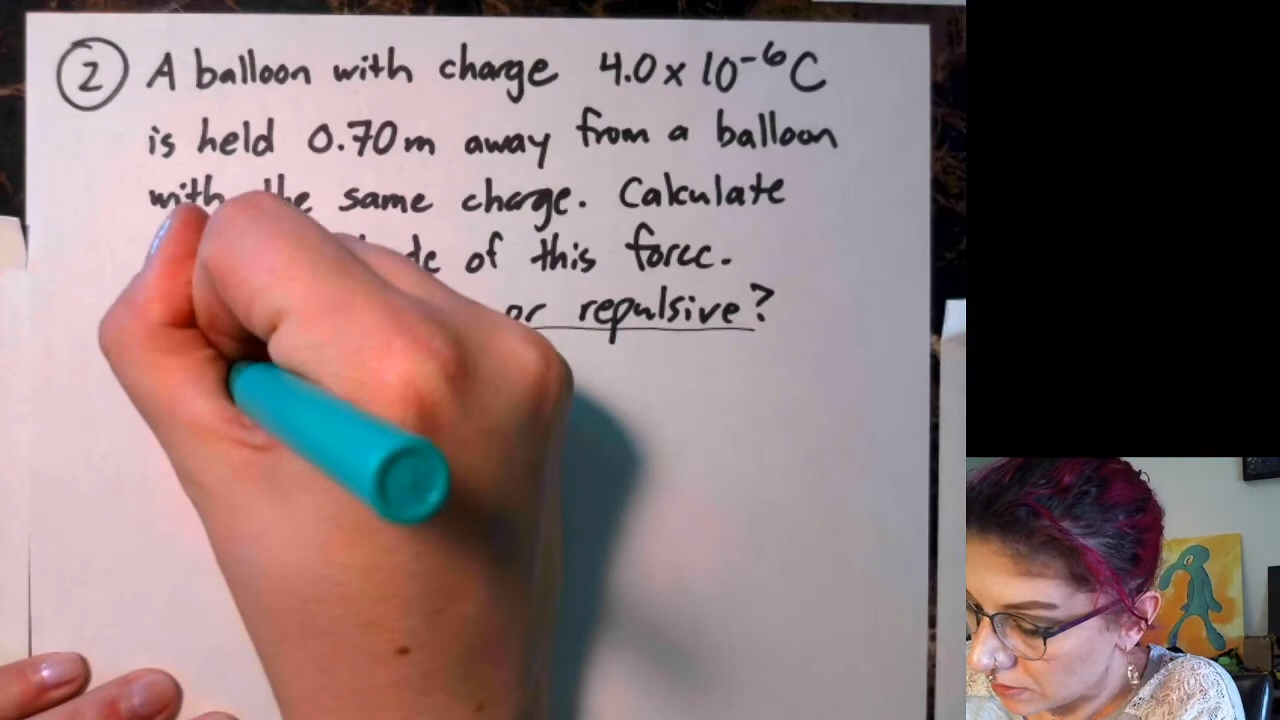 2 A balloon with charge 4.0 x 10⁻⁶ C
is held 0.70 m away from a balloon
with the same charge. Calculate
of this force.
or repulsive?